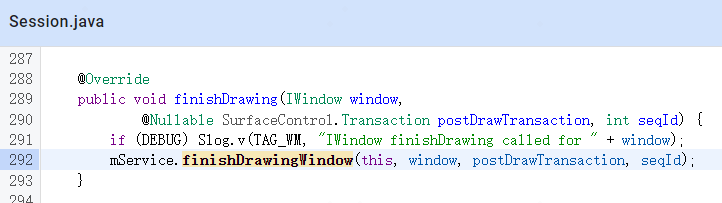 Session.java
287
288 @Override
289 public void finishDrawing(IWindow window,
290 @Nullable SurfaceControl.Transaction postDrawTransaction, int seqId) {
291 if (DEBUG) Slog.v(TAG_WM, "IWindow finishDrawing called for " + window);
292 mService.finishDrawingWindow(this, window, postDrawTransaction, seqId);
293 }